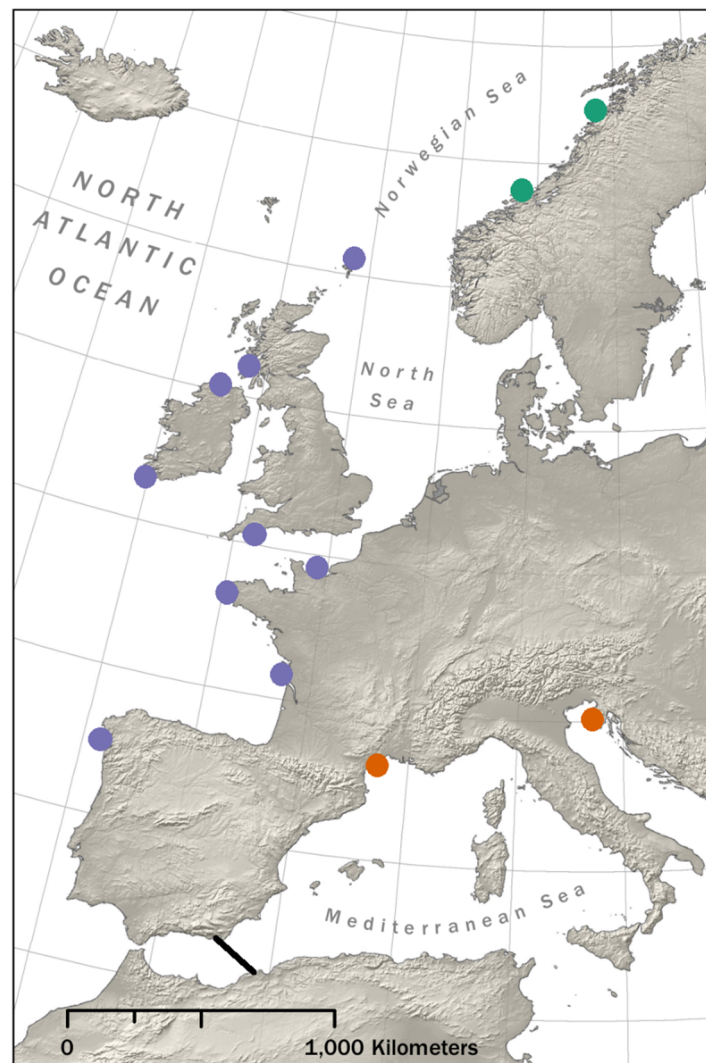 Norwegian Sea
NORTH
ATLANTIC
OCEAN
North
Sea
Mediterranean Sea
0 1,000 Kilometers